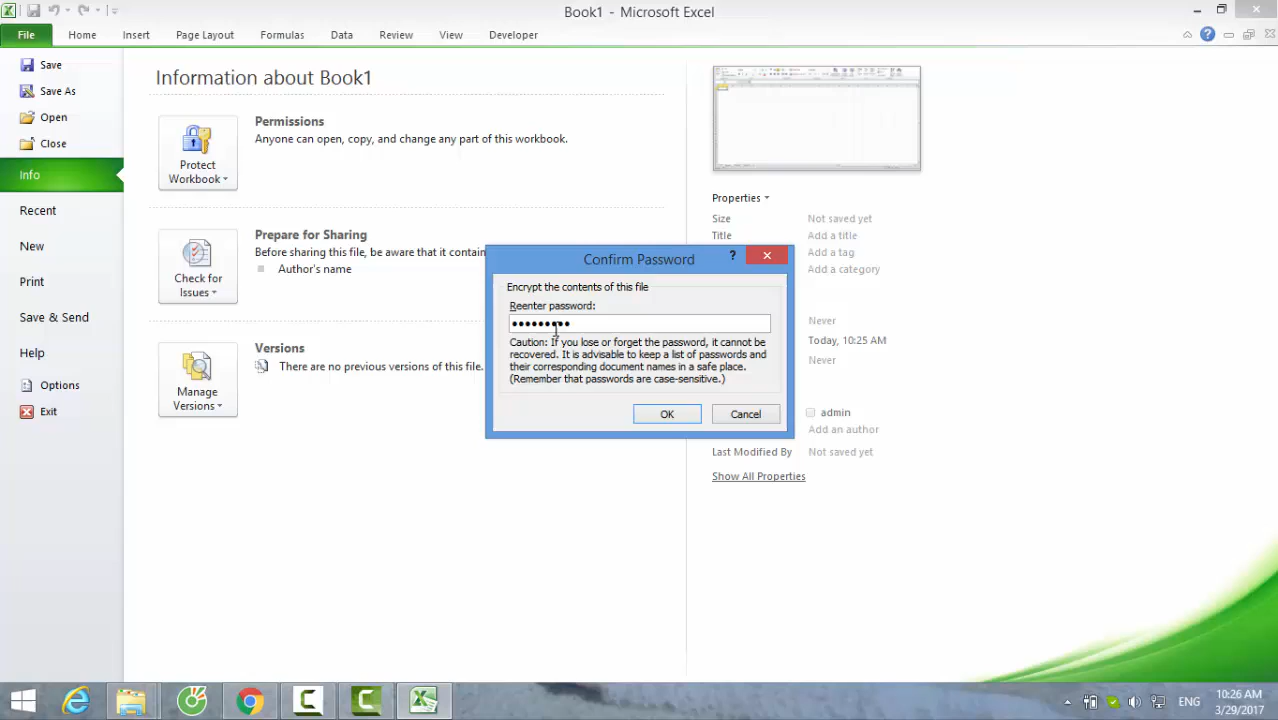 Book1 - Microsoft Excel
File Home Insert Page Layout Formulas Data Review View Developer
Save
Save As
Open
Close
Info
Recent
New
Print
Save & Send
Help
Options
Exit
Information about Book1
Protect
Workbook
Permissions
Anyone can open, copy, and change any part of this workbook.
Check for
Issues
Prepare for Sharing
Before sharing this file, be aware that it contains
Author's name
Manage
Versions
Versions
There are no previous versions of this file.
Confirm Password
?
Encrypt the contents of this file
Reenter password:
•••••••••
Caution: If you lose or forget the password, it cannot be
recovered. It is advisable to keep a list of passwords and
their corresponding document names in a safe place.
(Remember that passwords are case-sensitive.)
OK Cancel
Properties
Size Not saved yet
Title Add a title
Add a tag
Add a category
Never
Today, 10:25 AM
Never
admin
Add an author
Last Modified By Not saved yet
Show All Properties
ENG
10:26 AM
3/29/2017